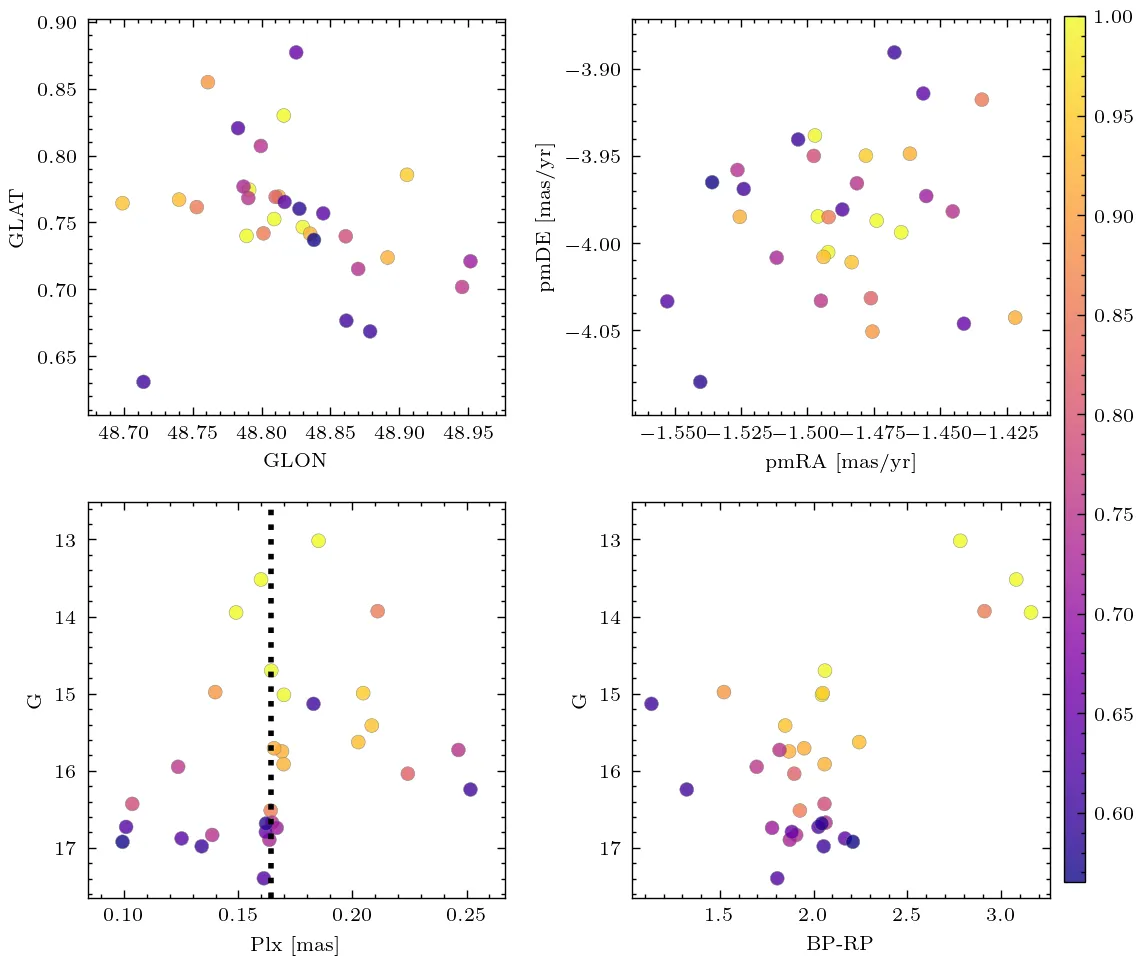 0.90
0.85
0.80
0.75
0.70
0.65
GLAT
48.70 48.75 48.80 48.85 48.90 48.95
GLON
−3.90
−3.95
−4.00
−4.05
pmDE [mas/yr]
−1.550 −1.525 −1.500 −1.475 −1.450 −1.425
pmRA [mas/yr]
1.00
0.95
0.90
0.85
0.80
0.75
0.70
0.65
0.60
13
14
15
16
17
G
0.10 0.15 0.20 0.25
Plx [mas]
13
14
15
16
17
G
1.5 2.0 2.5 3.0
BP-RP